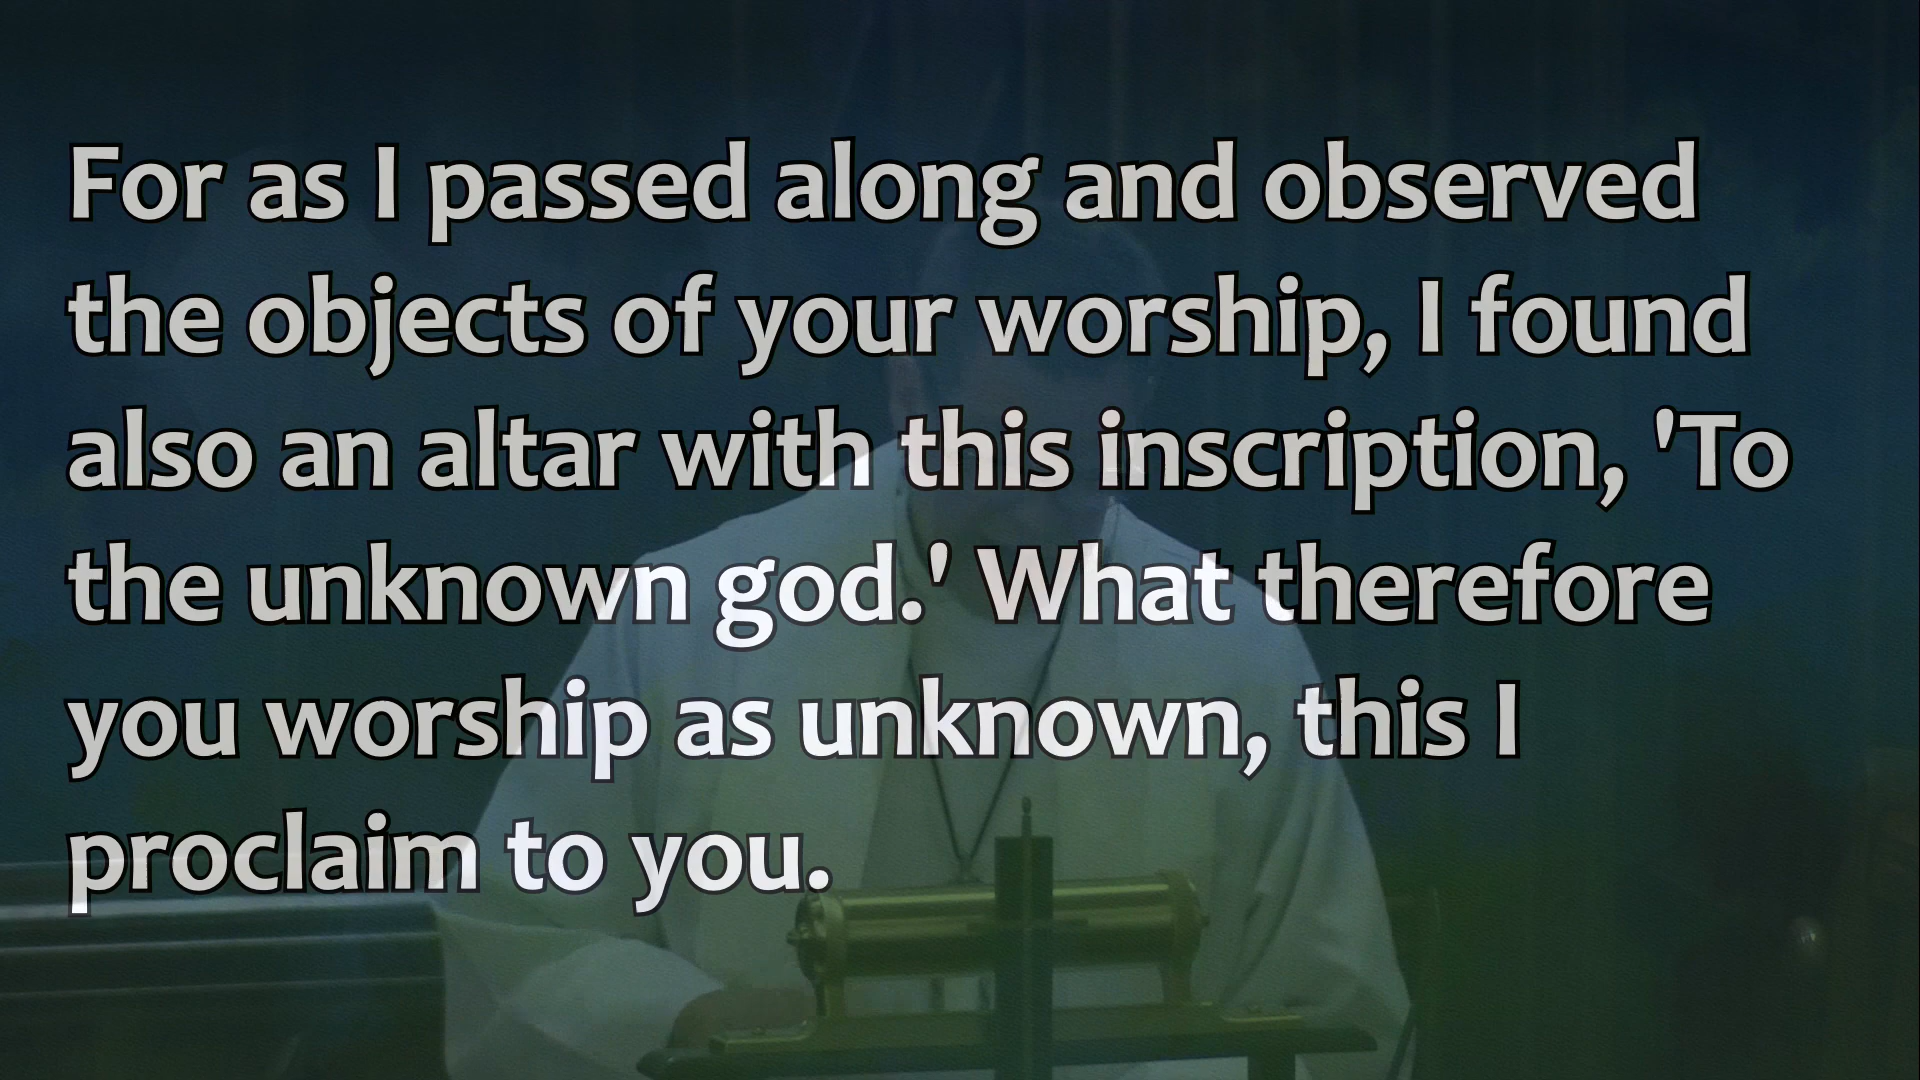 For as I passed along and observed
the objects of your worship, I found
also an altar with this inscription, 'To
the unknown god.' What therefore
you worship as unknown, this I
proclaim to you.